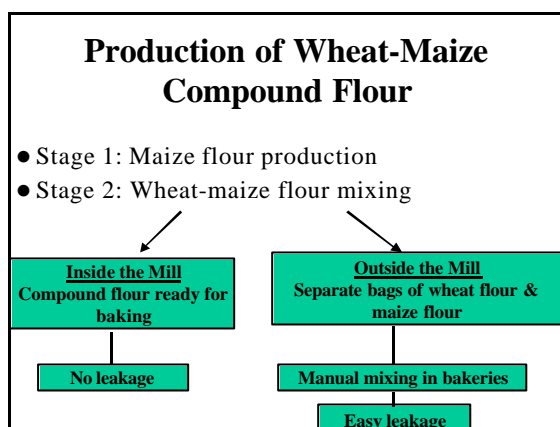 Production of Wheat-Maize
Compound Flour
● Stage 1: Maize flour production
● Stage 2: Wheat-maize flour mixing
Inside the Mill
Compound flour ready for
baking
Outside the Mill
Separate bags of wheat flour &
maize flour
No leakage
Manual mixing in bakeries
Easy leakage